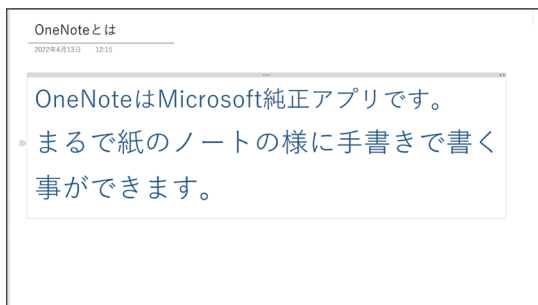 OneNoteとは
2022年4月13日 12:15
OneNoteはMicrosoft純正アプリです。
まるで紙のノートの様に手書きで書く
事ができます。